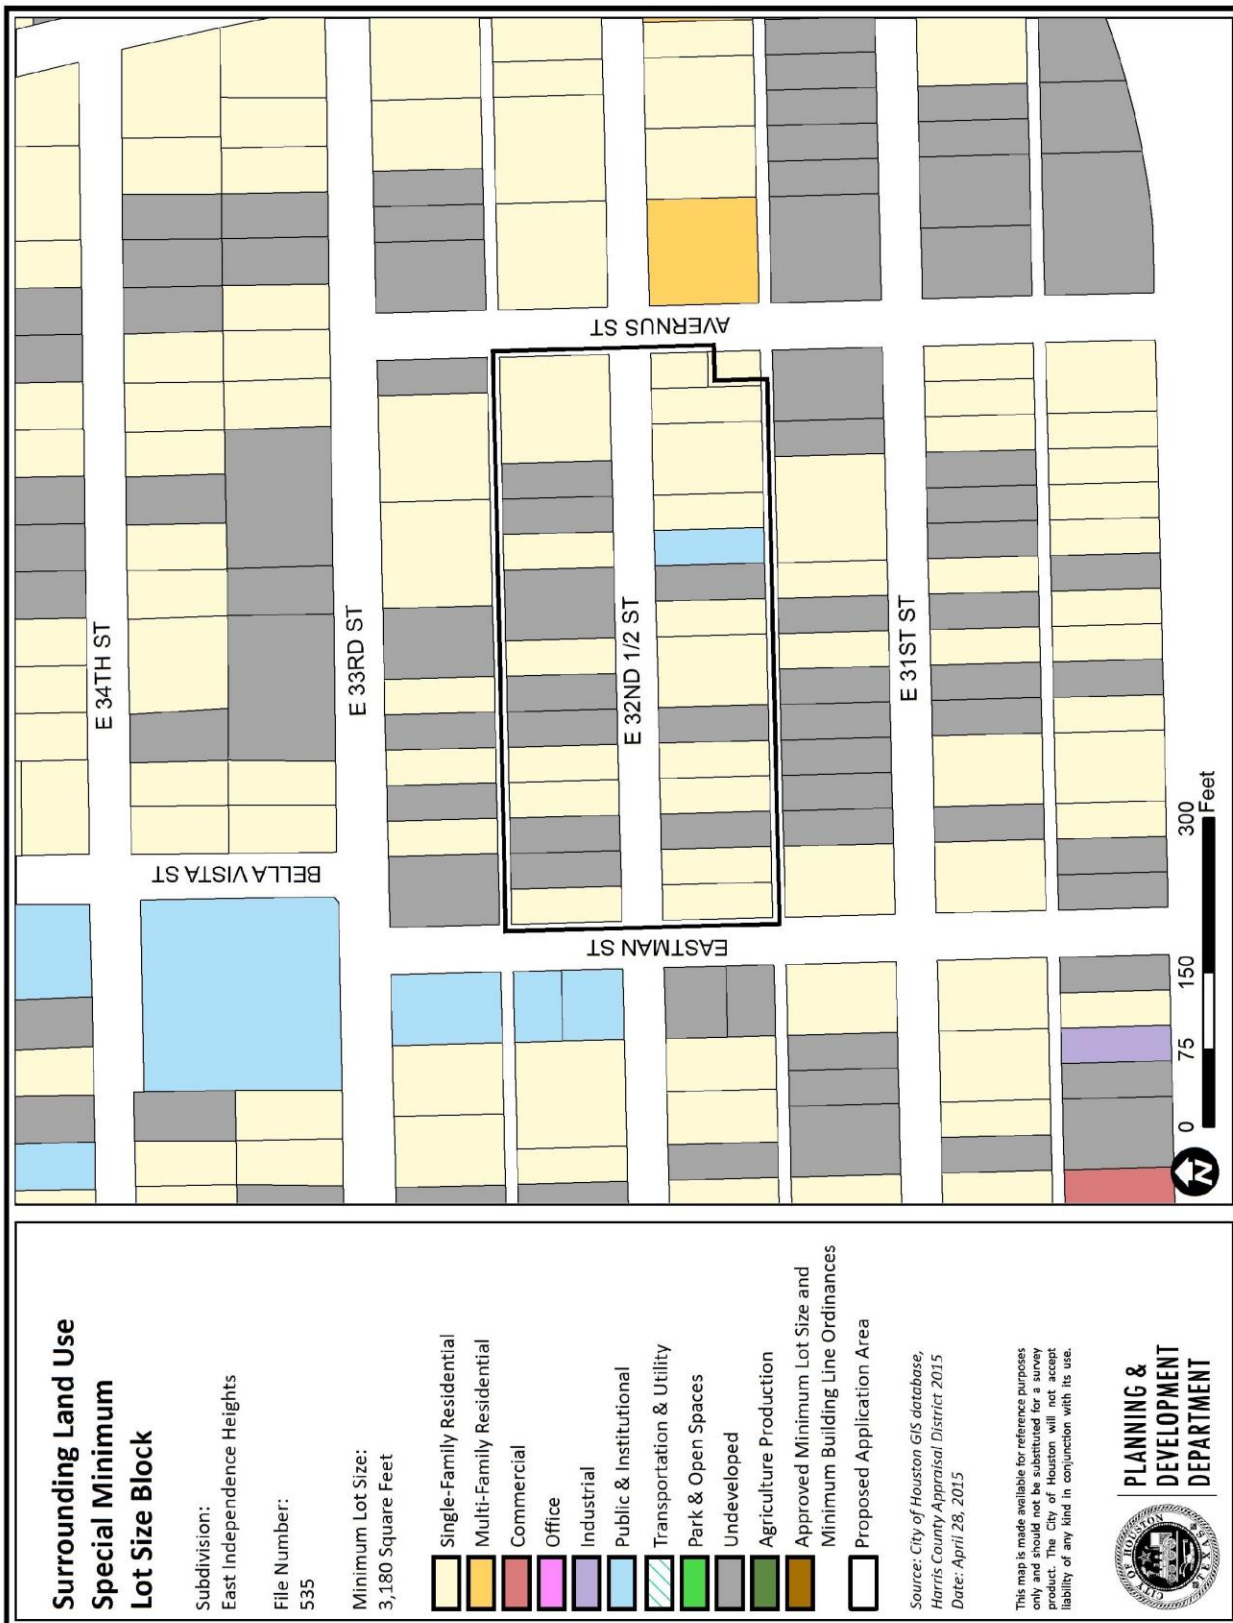 Surrounding Land Use
Special Minimum
Lot Size Block
Subdivision:
East Independence Heights
File Number:
535
Minimum Lot Size:
3,180 Square Feet
Single-Family Residential
Multi-Family Residential
Commercial
Office
Industrial
Public & Institutional
Transportation & Utility
Park & Open Spaces
Undeveloped
Agriculture Production
Approved Minimum Lot Size and
Minimum Building Line Ordinances
Proposed Application Area
Source: City of Houston GIS database,
Harris County Appraisal District 2015
Date: April 28, 2015
This map is made available for reference purposes
only and should not be substituted for a survey
product. The City of Houston will not accept
liability of any kind in conjunction with its use.
CITY OF HOUSTON
TEXAS
PLANNING &
DEVELOPMENT
DEPARTMENT
E 34TH ST
BELLA VISTA ST
E 33RD ST
AVERNUS ST
E 32ND 1/2 ST
EASTMAN ST
E 31ST ST
N
0 75 150 300
Feet